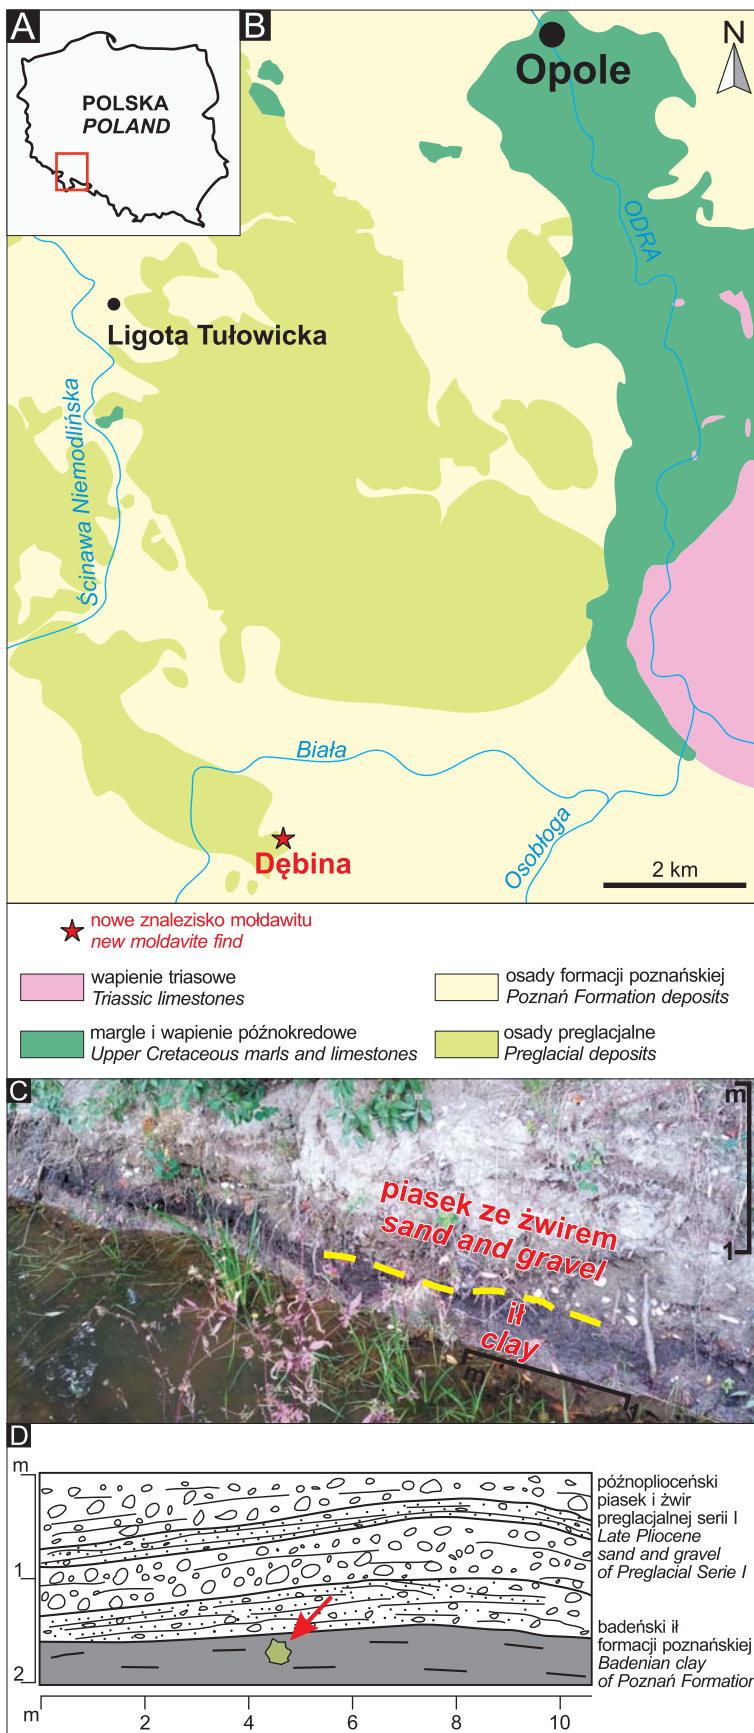 A
B
N
POLSKA
POLAND
Opole
ODRA
Ligota Tułowicka
Ścinawa Niemodlińska
Biała
Osobłoga
Dębina
2 km
nowe znalezisko mołdawitu
new moldavite find
wapienie triasowe
Triassic limestones
osady formacji poznańskiej
Poznań Formation deposits
margle i wapienie późnokredowe
Upper Cretaceous marls and limestones
osady preglacjalne
Preglacial deposits
C
m
1
piasek ze żwirem
sand and gravel
ił
clay
m
1
D
m
1
2
późnoplioceński
piasek i żwir
preglacjalnej serii I
Late Pliocene
sand and gravel
of Preglacial Serie I
badeński ił
formacji poznańskiej
Badenian clay
of Poznań Formation
m
2
4
6
8
10